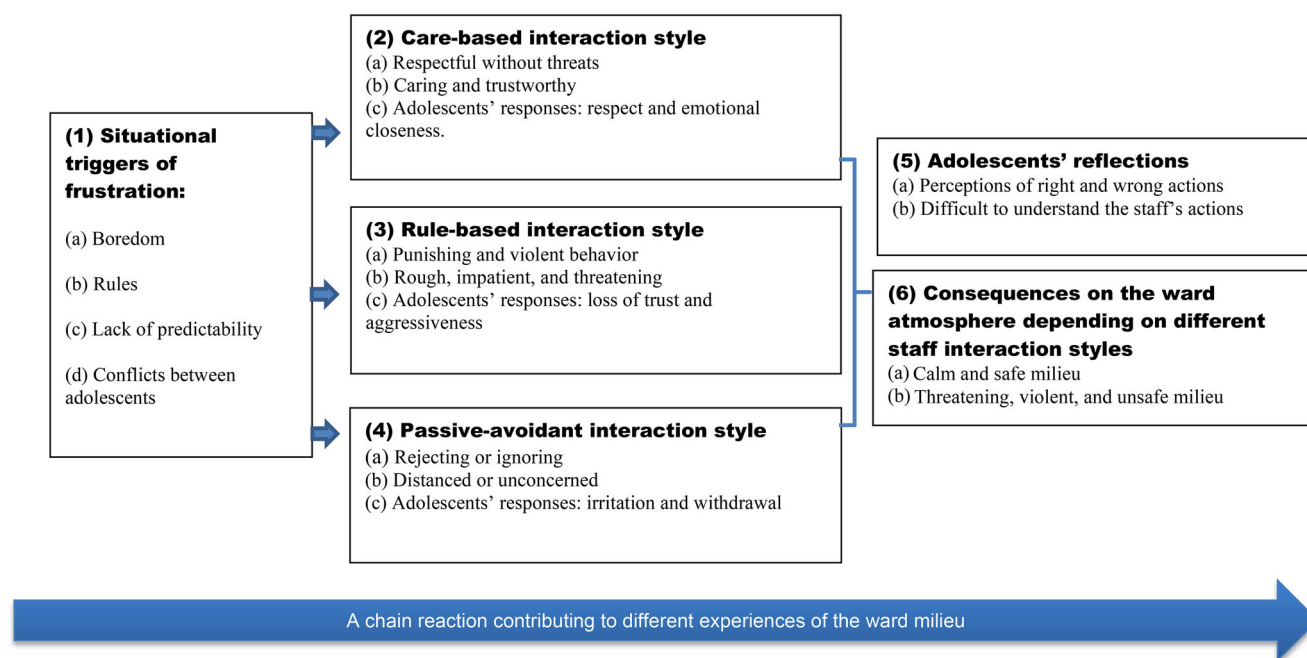 (1) Situational
triggers of
frustration:
(a) Boredom
(b) Rules
(c) Lack of predictability
(d) Conflicts between
adolescents
(2) Care-based interaction style
(a) Respectful without threats
(b) Caring and trustworthy
(c) Adolescents’ responses: respect and emotional
closeness.
(3) Rule-based interaction style
(a) Punishing and violent behavior
(b) Rough, impatient, and threatening
(c) Adolescents’ responses: loss of trust and
aggressiveness
(4) Passive-avoidant interaction style
(a) Rejecting or ignoring
(b) Distanced or unconcerned
(c) Adolescents’ responses: irritation and withdrawal
(5) Adolescents’ reflections
(a) Perceptions of right and wrong actions
(b) Difficult to understand the staff’s actions
(6) Consequences on the ward
atmosphere depending on different
staff interaction styles
(a) Calm and safe milieu
(b) Threatening, violent, and unsafe milieu
A chain reaction contributing to different experiences of the ward milieu